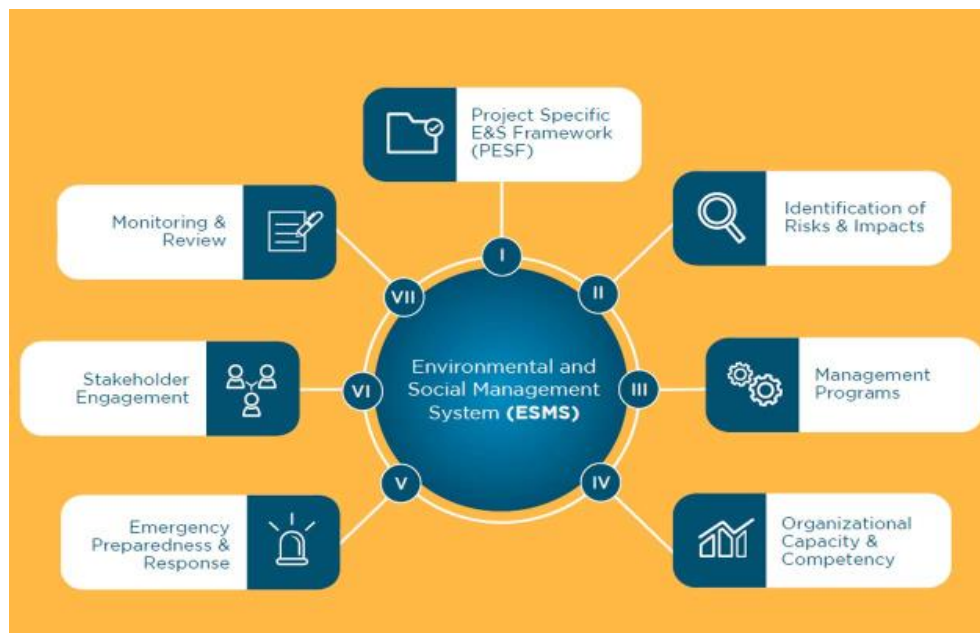 Project Specific
E&S Framework
(PESF)
Monitoring &
Review
Identification of
Risks & Impacts
I
VII
II
Environmental and
Social Management
System (ESMS)
Stakeholder
Engagement
VI
III
Management
Programs
V
IV
Emergency
Preparedness &
Response
Organizational
Capacity &
Competency